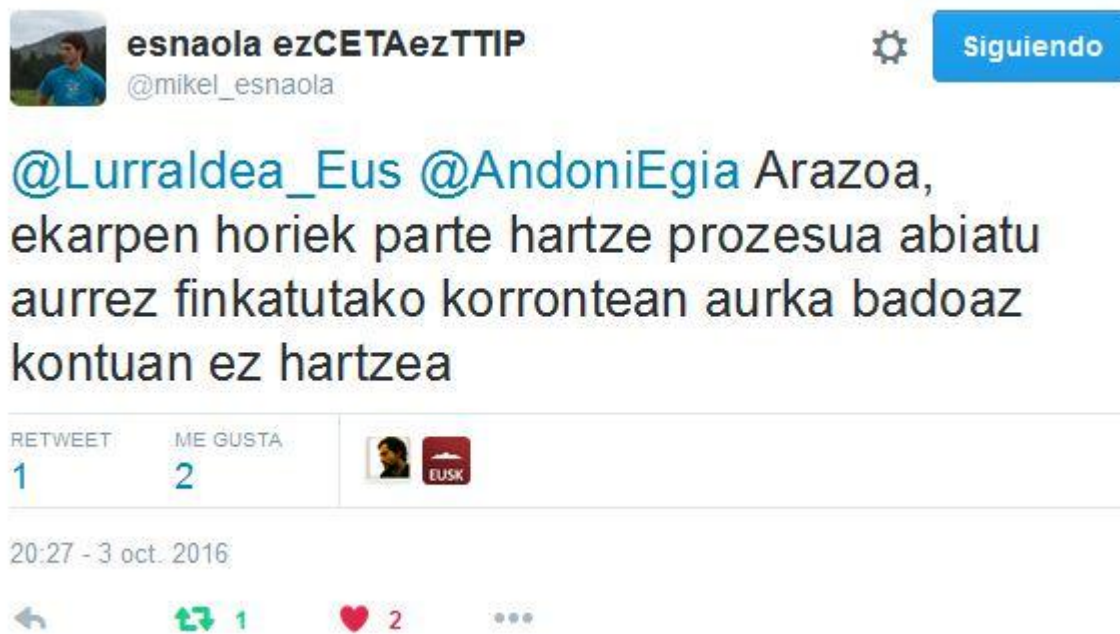 esnaola ezCETAezTTIP
Siguiendo
@mikel_esnaola
@Lurraldea_Eus @AndoniEgia Arazoa,
ekarpen horiek parte hartze prozesua abiatu
aurrez finkatutako korrontean aurka badoaz
kontuan ez hartzea
RETWEET ME GUSTA
1 2
EUSK
20:27 - 3 oct. 2016
1 2